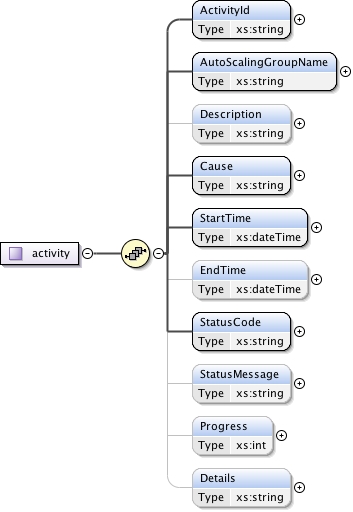 ActivityId
Type xs:string
AutoScalingGroupName
Type xs:string
Description
Type xs:string
Cause
Type xs:string
StartTime
Type xs:dateTime
activity
EndTime
Type xs:dateTime
StatusCode
Type xs:string
StatusMessage
Type xs:string
Progress
Type xs:int
Details
Type xs:string